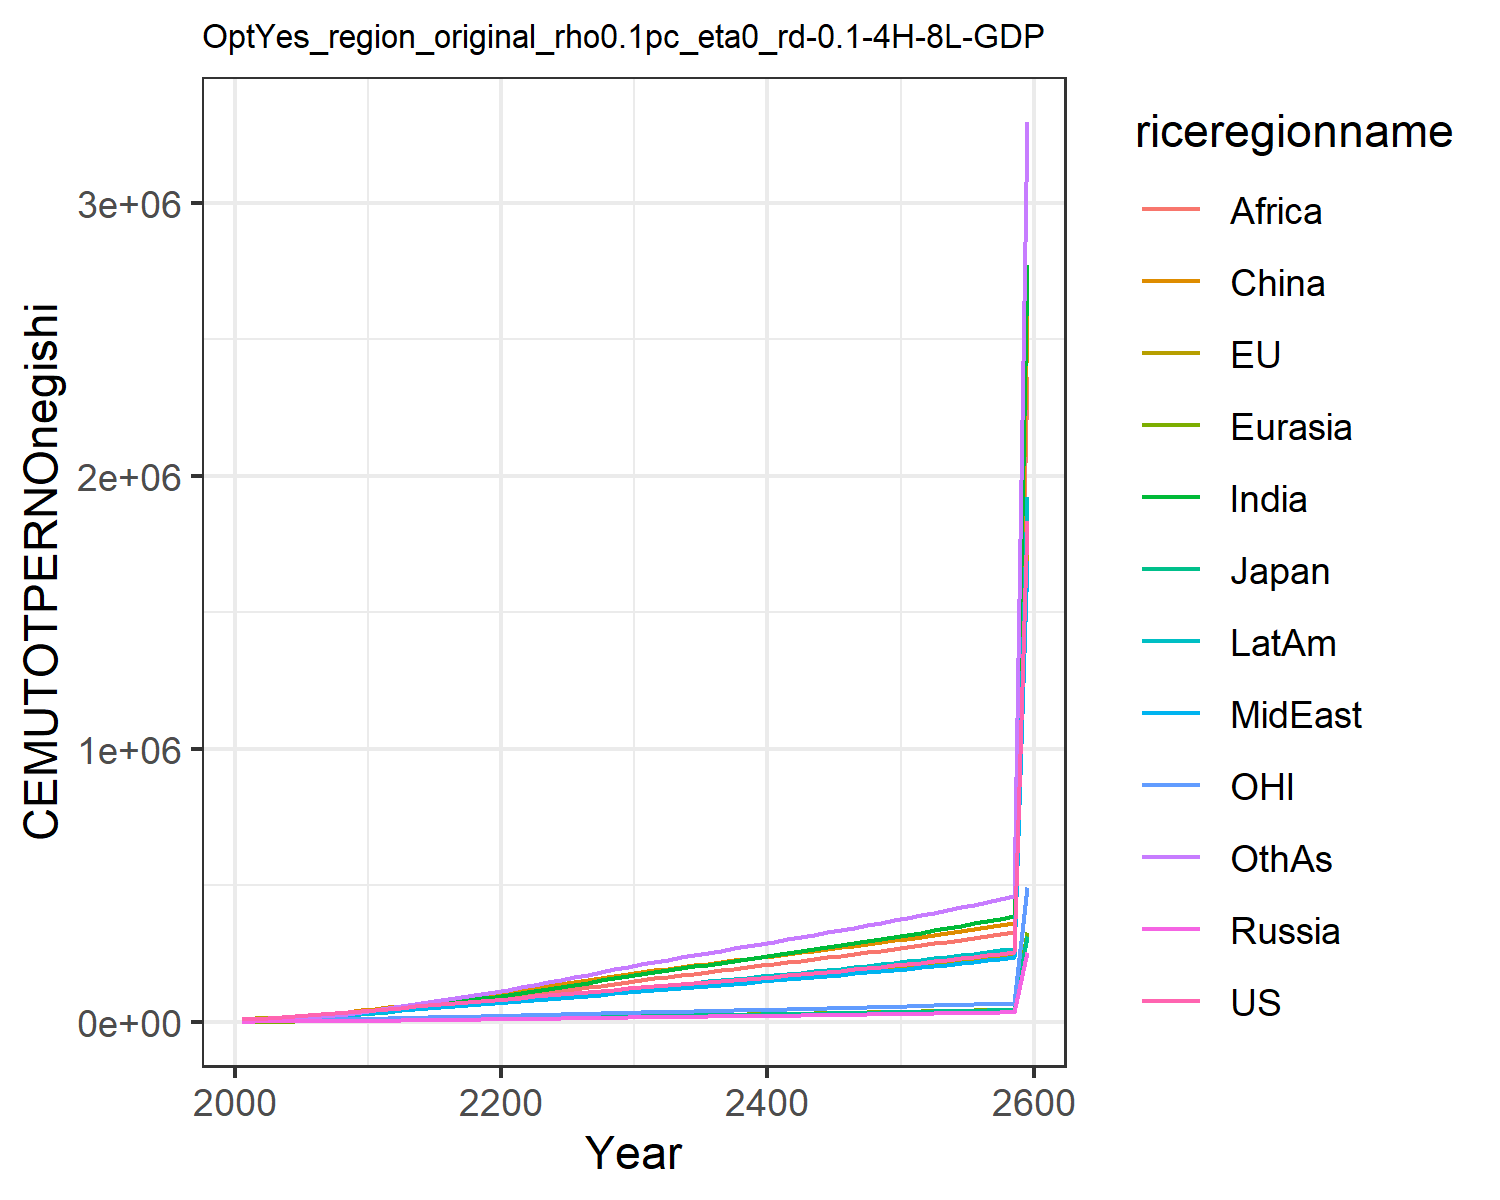 OptYes_region_original_rho0.1pc_eta0_rd-0.1-4H-8L-GDP
CEMUTOTPERNOnegishi
3e+06
2e+06
1e+06
0e+00
2000
2200
2400
2600
Year
riceregionname
Africa
China
EU
Eurasia
India
Japan
LatAm
MidEast
OHI
OthAs
Russia
US